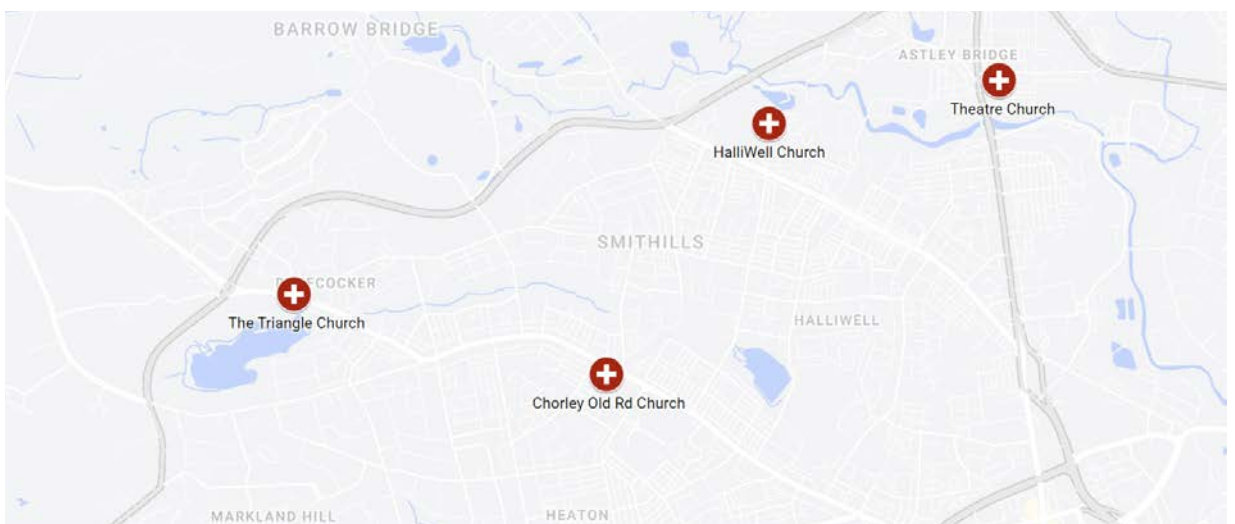 BARROW BRIDGE
ASTLEY BRIDGE
Theatre Church
HalliWell Church
SMITHILLS
The Triangle Church
HALLIWELL
Chorley Old Rd Church
MARKLAND HILL
HEATON